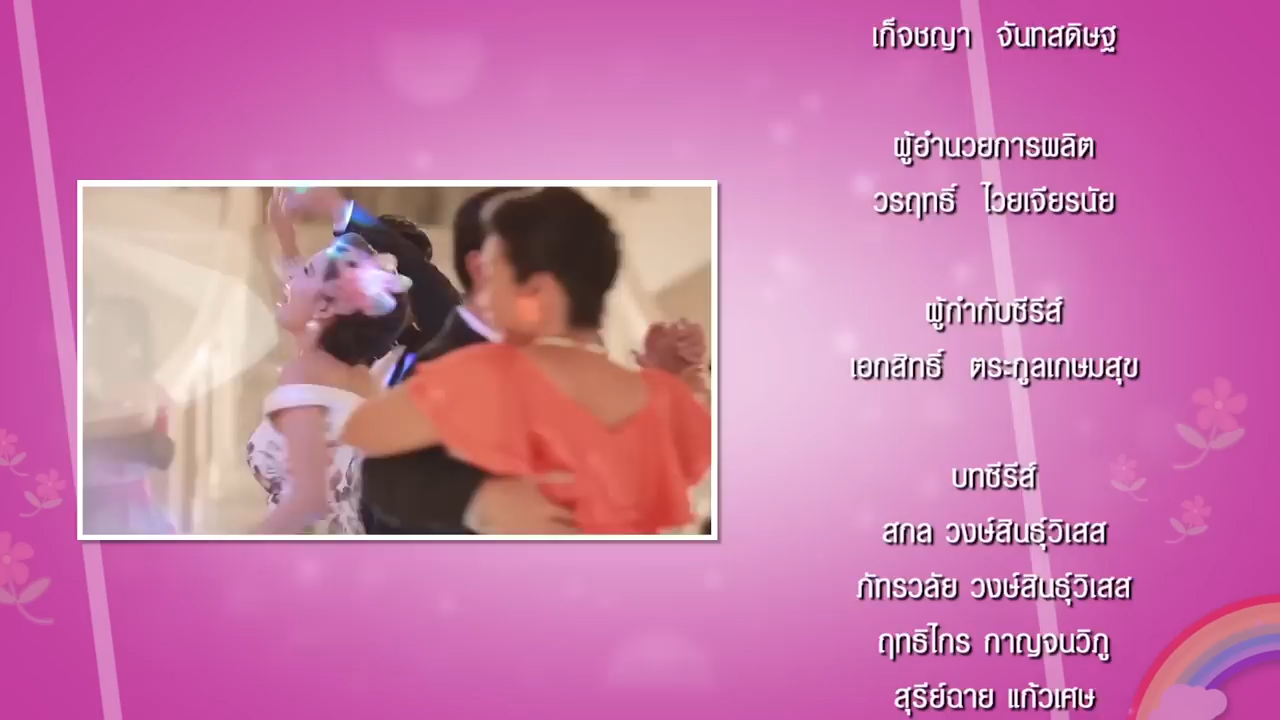 เก็จชญา จันทสดิษฐ
ผู้อำนวยการผลิต
วรฤทธิ์ ไวยเจียรนัย
ผู้กำกับซีรีส์
เอกสิทธิ์ ตระกูลเกษมสุข
บทซีรีส์
สกล วงษ์สินธุ์วิเสส
ภัทรวลัย วงษ์สินธุ์วิเสส
ฤทธิไกร กาญจนวิภู
สุรีย์ฉาย แก้วเศษ